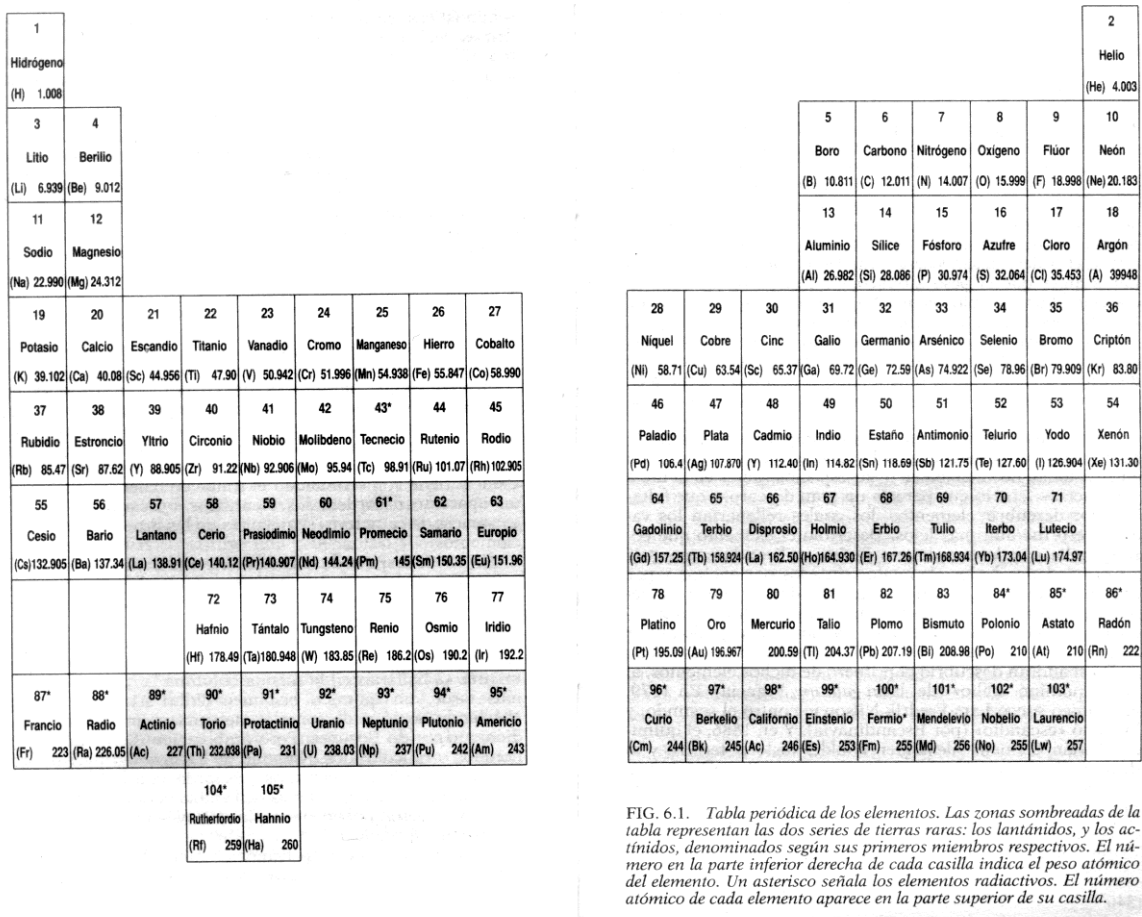 1
Hidrógeno
(H) 1.008
3 4
Litio Berilio
(Li) 6.939 (Be) 9.012
11 12
Sodio Magnesio
(Na) 22.990 (Mg) 24.312
19 20 21 22 23 24 25 26 27
Potasio Calcio Escandio Titanio Vanadio Cromo Manganeso Hierro Cobalto
(K) 39.102 (Ca) 40.08 (Sc) 44.956 (Ti) 47.90 (V) 50.942 (Cr) 51.996 (Mn) 54.938 (Fe) 55.847 (Co) 58.990
37 38 39 40 41 42 43* 44 45
Rubidio Estroncio Yltrio Circonio Niobio Molibdeno Tecnecio Rutenio Rodio
(Rb) 85.47 (Sr) 87.62 (Y) 88.905 (Zr) 91.22 (Nb) 92.906 (Mo) 95.94 (Tc) 98.91 (Ru) 101.07 (Rh) 102.905
55 56 57 58 59 60 61* 62 63
Cesio Bario Lantano Cerio Prasiodimio Neodimio Promecio Samario Europio
(Cs) 132.905 (Ba) 137.34 (La) 138.91 (Ce) 140.12 (Pr) 140.907 (Nd) 144.24 (Pm) 145 (Sm) 150.35 (Eu) 151.96
72 73 74 75 76 77
Hafnio Tántalo Tungsteno Renio Osmio Iridio
(Hf) 178.49 (Ta) 180.948 (W) 183.85 (Re) 186.2 (Os) 190.2 (Ir) 192.2
87* 88* 89* 90* 91* 92* 93* 94* 95*
Francio Radio Actinio Torio Protactinio Uranio Neptunio Plutonio Americio
(Fr) 223 (Ra) 226.05 (Ac) 227 (Th) 232.038 (Pa) 231 (U) 238.03 (Np) 237 (Pu) 242 (Am) 243
104* 105*
Rutherfordio Hahnio
(Rf) 259 (Ha) 260
2
Helio
(He) 4.003
5 6 7 8 9 10
Boro Carbono Nitrógeno Oxígeno Flúor Neón
(B) 10.811 (C) 12.011 (N) 14.007 (O) 15.999 (F) 18.998 (Ne) 20.183
13 14 15 16 17 18
Aluminio Sílice Fósforo Azufre Cloro Argón
(Al) 26.982 (Si) 28.086 (P) 30.974 (S) 32.064 (Cl) 35.453 (A) 39948
28 29 30 31 32 33 34 35 36
Níquel Cobre Cinc Galio Germanio Arsénico Selenio Bromo Criptón
(Ni) 58.71 (Cu) 63.54 (Sc) 65.37 (Ga) 69.72 (Ge) 72.59 (As) 74.922 (Se) 78.96 (Br) 79.909 (Kr) 83.80
46 47 48 49 50 51 52 53 54
Paladio Plata Cadmio Indio Estaño Antimonio Telurio Yodo Xenón
(Pd) 106.4 (Ag) 107.870 (Y) 112.40 (In) 114.82 (Sn) 118.69 (Sb) 121.75 (Te) 127.60 (I) 126.904 (Xe) 131.30
64 65 66 67 68 69 70 71
Gadolinio Terbio Disprosio Holmio Erbio Tulio Iterbo Lutecio
(Gd) 157.25 (Tb) 158.924 (La) 162.50 (Ho) 164.930 (Er) 167.26 (Tm) 168.934 (Yb) 173.04 (Lu) 174.97
78 79 80 81 82 83 84* 85* 86*
Platino Oro Mercurio Talio Plomo Bismuto Polonio Astato Radón
(Pt) 195.09 (Au) 196.967 200.59 (Tl) 204.37 (Pb) 207.19 (Bi) 208.98 (Po) 210 (At) 210 (Rn) 222
96* 97* 98* 99* 100* 101* 102* 103*
Curio Berkelio Californio Einstenio Fermio* Mendelevio Nobelio Laurencio
(Cm) 244 (Bk) 245 (Ac) 246 (Es) 253 (Fm) 255 (Md) 256 (No) 255 (Lw) 257
FIG. 6.1. Tabla periódica de los elementos. Las zonas sombreadas de la
tabla representan las dos series de tierras raras: los lantánidos, y los ac-
tínidos, denominados según sus primeros miembros respectivos. El nú-
mero en la parte inferior derecha de cada casilla indica el peso atómico
del elemento. Un asterisco señala los elementos radiactivos. El número
atómico de cada elemento aparece en la parte superior de su casilla.